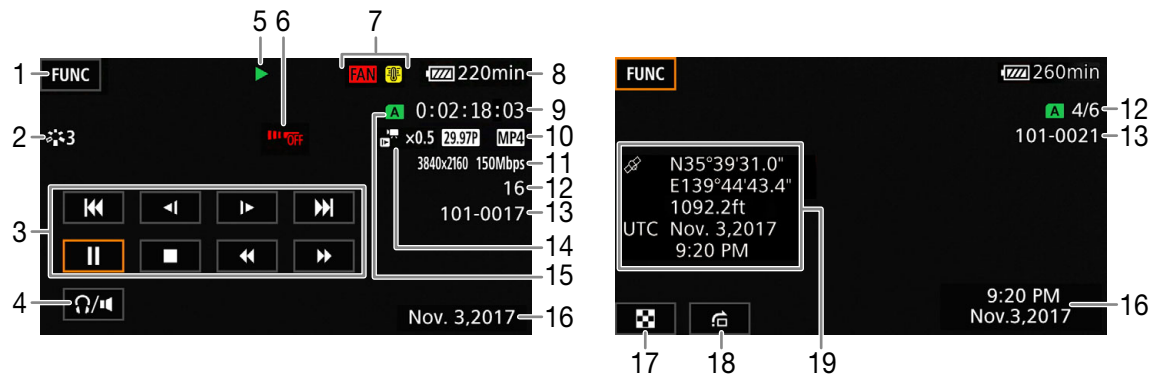 5 6 7
1 FUNC FAN 220min 8
A 0:02:18:03 9
2 3 OFF ×0.5 29.97P MP4 10
3840x2160 150Mbps 11
16 12
3 101-0017 13
14
15
4
Nov. 3,2017 16
FUNC 260min
A 4/6 12
101-0021 13
N35°39'31.0"
E139°44'43.4"
1092.2ft
UTC Nov. 3,2017
9:20 PM
9:20 PM
Nov.3,2017 16
17 18 19